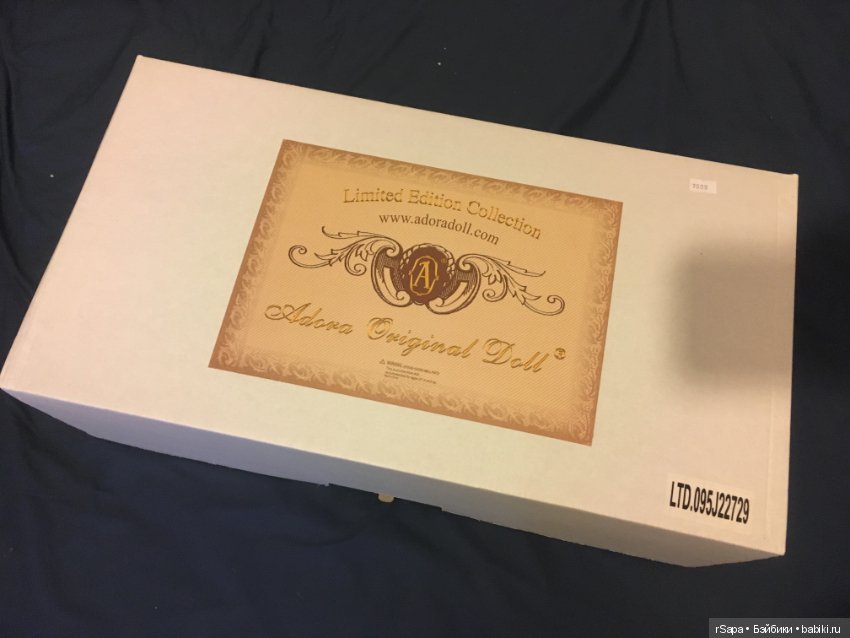 Limited Edition Collection
www.adoradoll.com
A
Adora Original Doll®
LTD.095J22729
rSapa • Бэйбики • babiki.ru